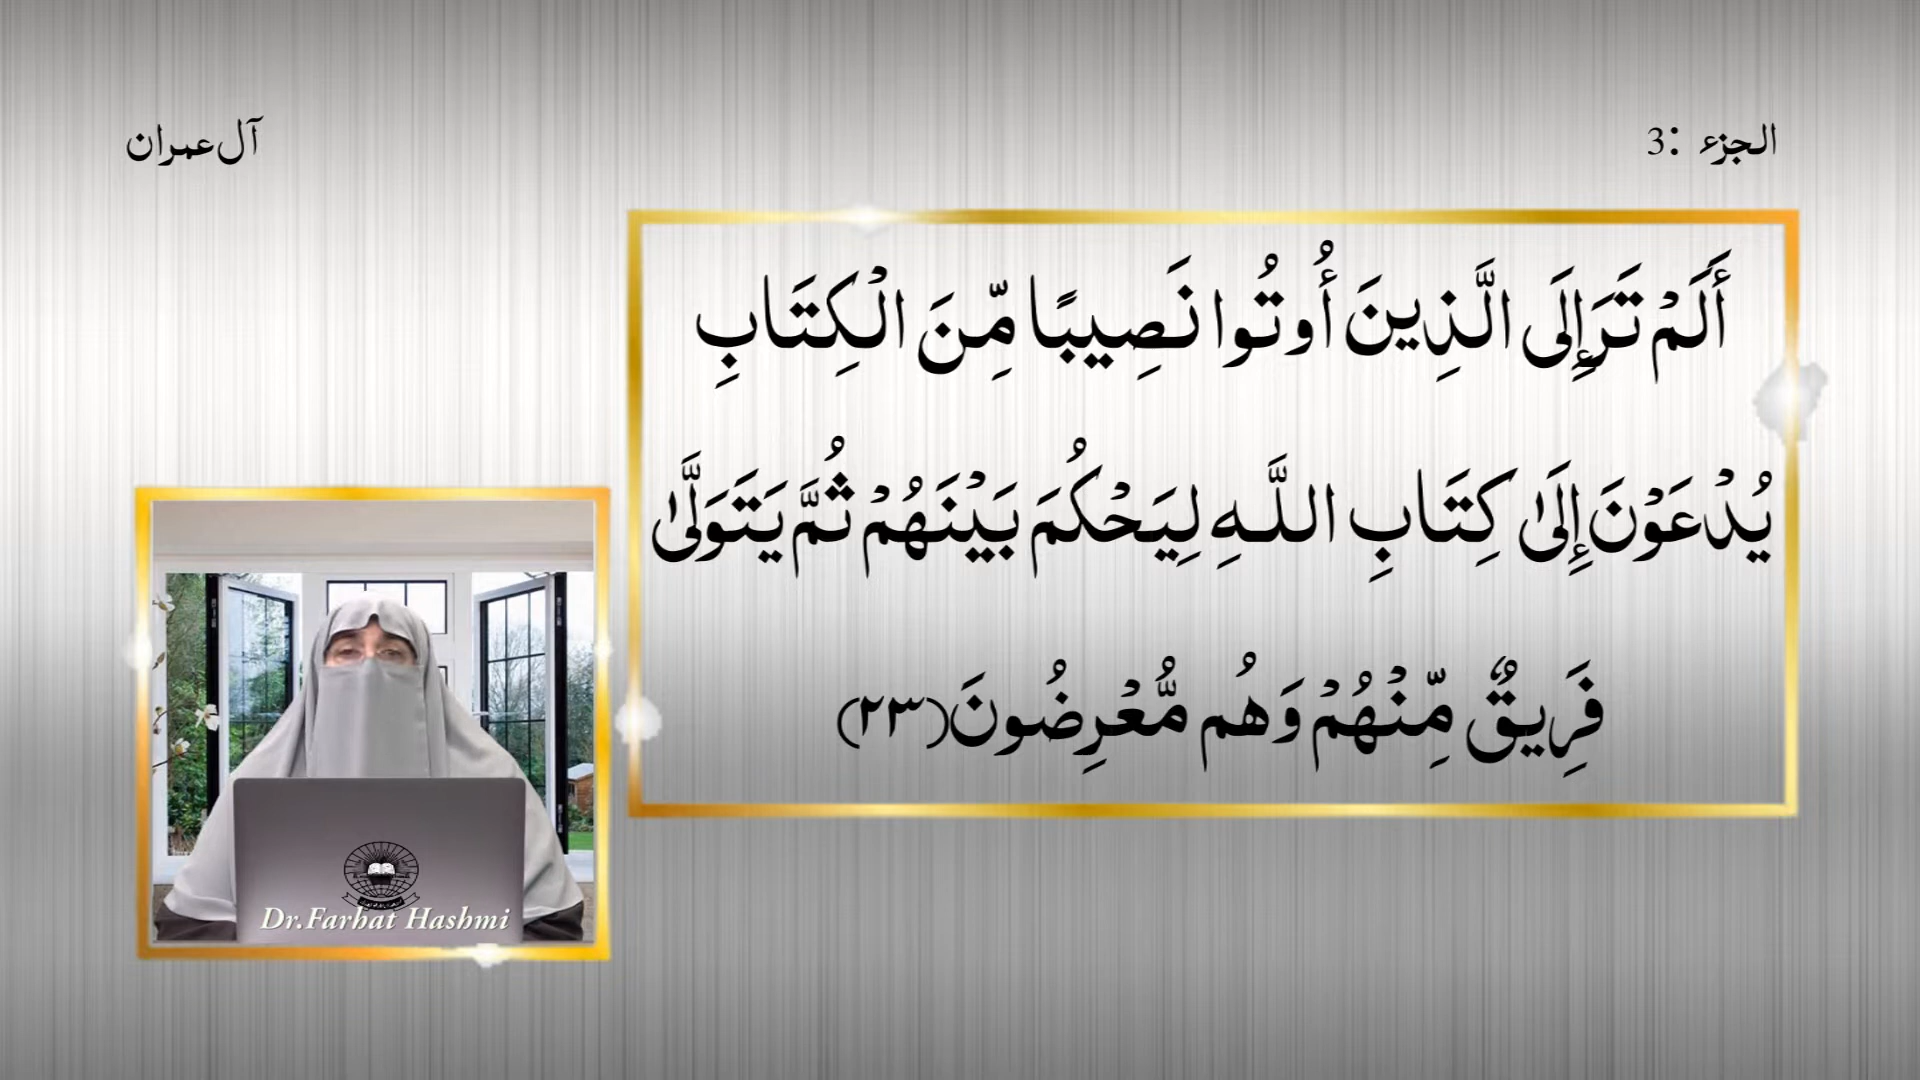 الجزء :3
آل عمران
أَلَمْ تَرَ إِلَى الَّذِينَ أُوتُوا نَصِيبًا مِّنَ الْكِتَابِ
يُدْعَوْنَ إِلَىٰ كِتَابِ اللَّـهِ لِيَحْكُمَ بَيْنَهُمْ ثُمَّ يَتَوَلَّىٰ
فَرِيقٌ مِّنْهُمْ وَهُم مُّعْرِضُونَ(٢٣)
Dr.Farhat Hashmi